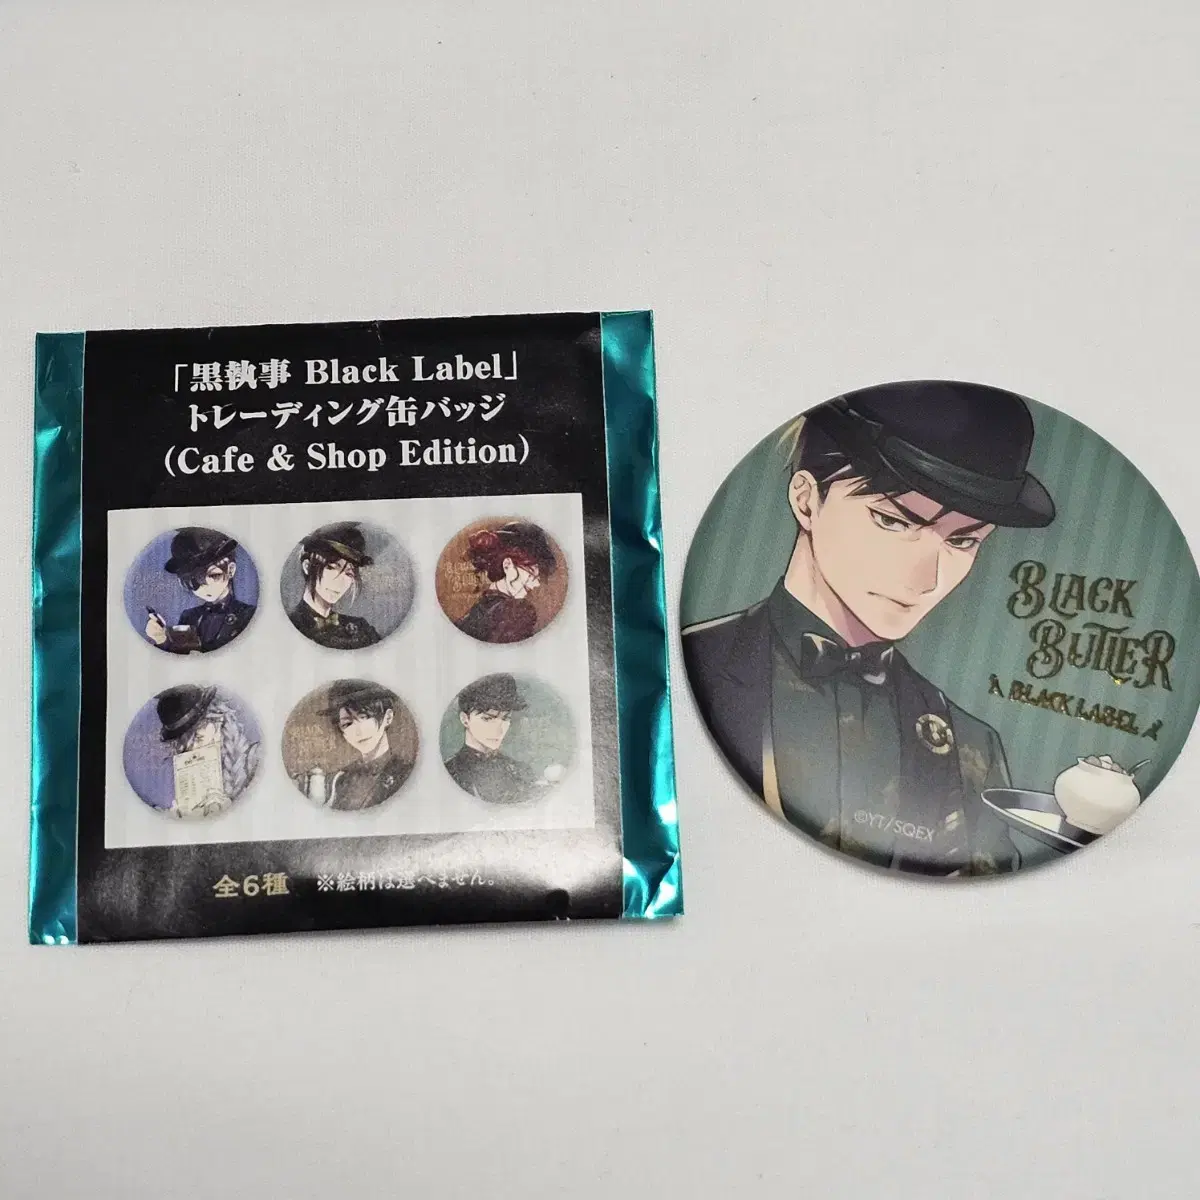 「黒執事 Black Label」
トレーディング缶バッジ
(Cafe & Shop Edition)
全6種 ※絵柄は選べません。
BLACK
BUTLER
BLACK LABEL
©YT/SQEX